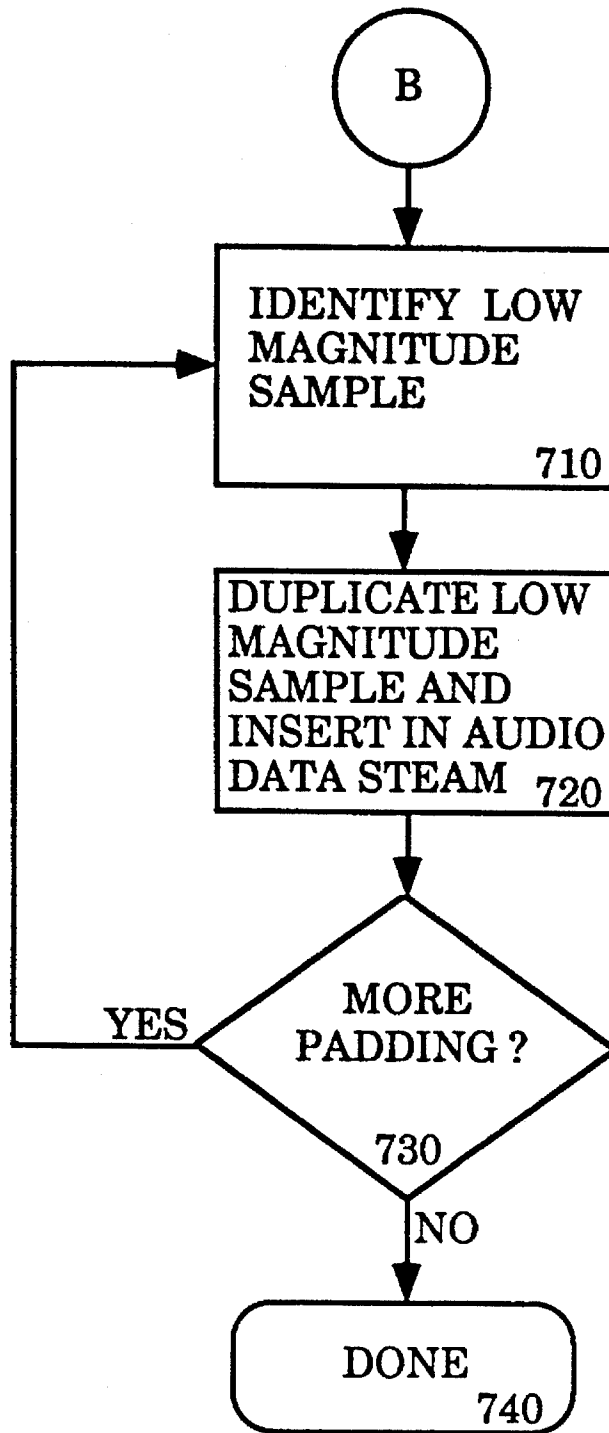 B
IDENTIFY LOW
MAGNITUDE
SAMPLE
710
DUPLICATE LOW
MAGNITUDE
SAMPLE AND
INSERT IN AUDIO
DATA STEAM 720
YES
MORE
PADDING ?
730
NO
DONE
740